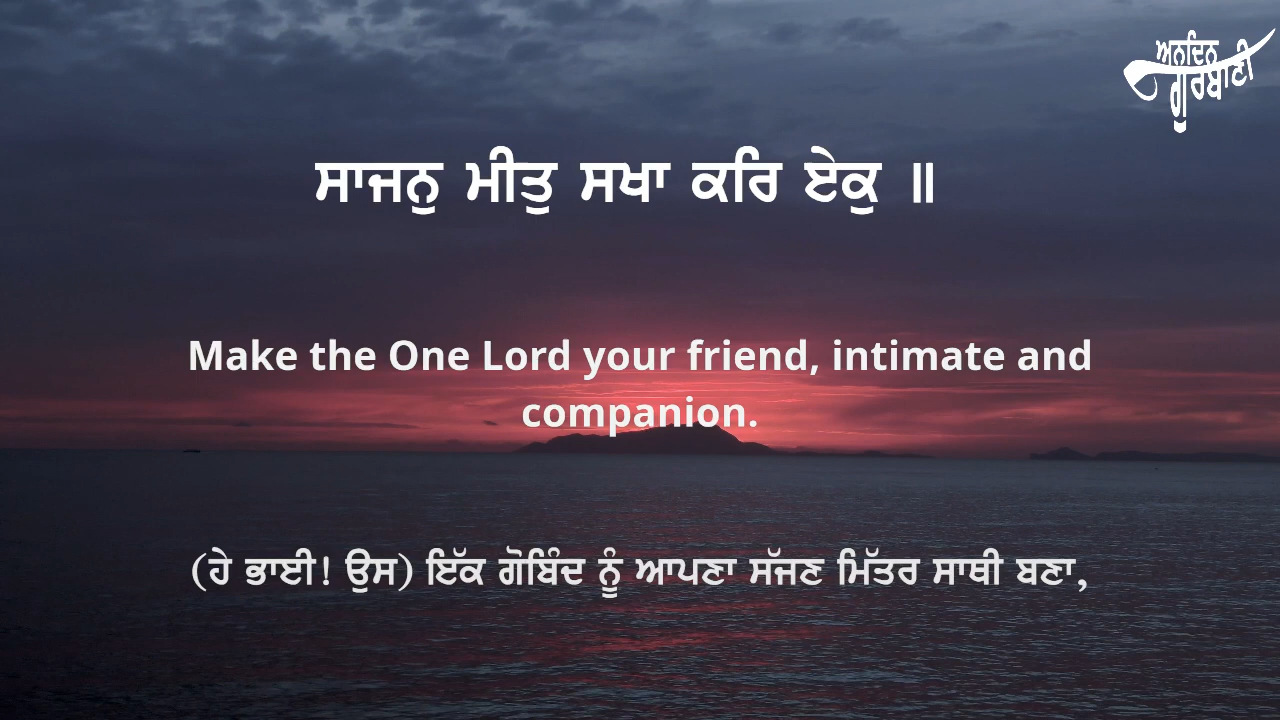 ਅਨਦਿਨ
ਗੁਰਬਾਣੀ
ਸਾਜਨੁ ਮੀਤੁ ਸਖਾ ਕਰਿ ਏਕੁ ॥
Make the One Lord your friend, intimate and
companion.
(ਹੇ ਭਾਈ! ਉਸ) ਇੱਕ ਗੋਬਿੰਦ ਨੂੰ ਆਪਣਾ ਸੱਜਣ ਮਿੱਤਰ ਸਾਥੀ ਬਣਾ,